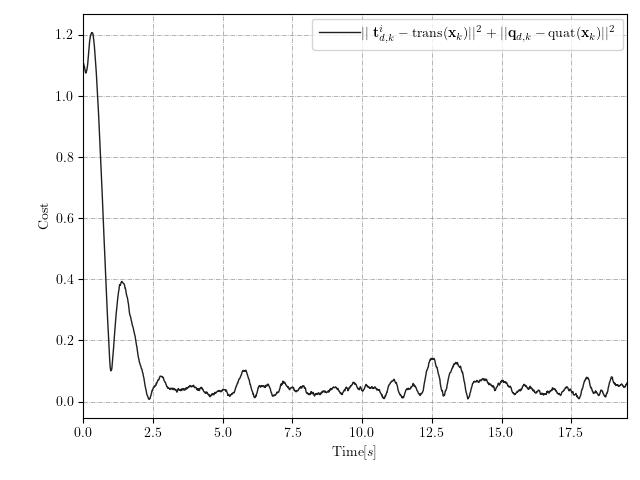 || t^i_{d,k} − trans(x_k)||² + ||q_{d,k} − quat(x_k)||²
1.2
1.0
0.8
0.6
0.4
0.2
0.0
Cost
0.0 2.5 5.0 7.5 10.0 12.5 15.0 17.5
Time[s]